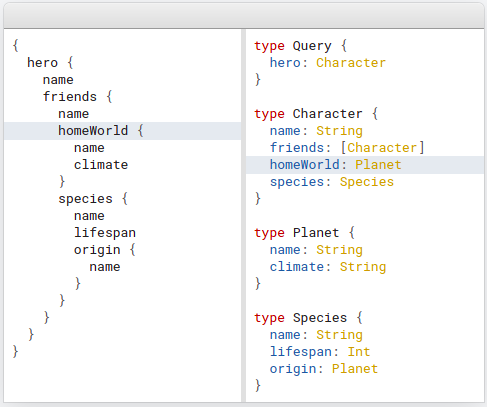 {
  hero {
    name
    friends {
      name
      homeWorld {
        name
        climate
      }
      species {
        name
        lifespan
        origin {
          name
        }
      }
    }
  }
}
type Query {
  hero: Character
}

type Character {
  name: String
  friends: [Character]
  homeWorld: Planet
  species: Species
}

type Planet {
  name: String
  climate: String
}

type Species {
  name: String
  lifespan: Int
  origin: Planet
}